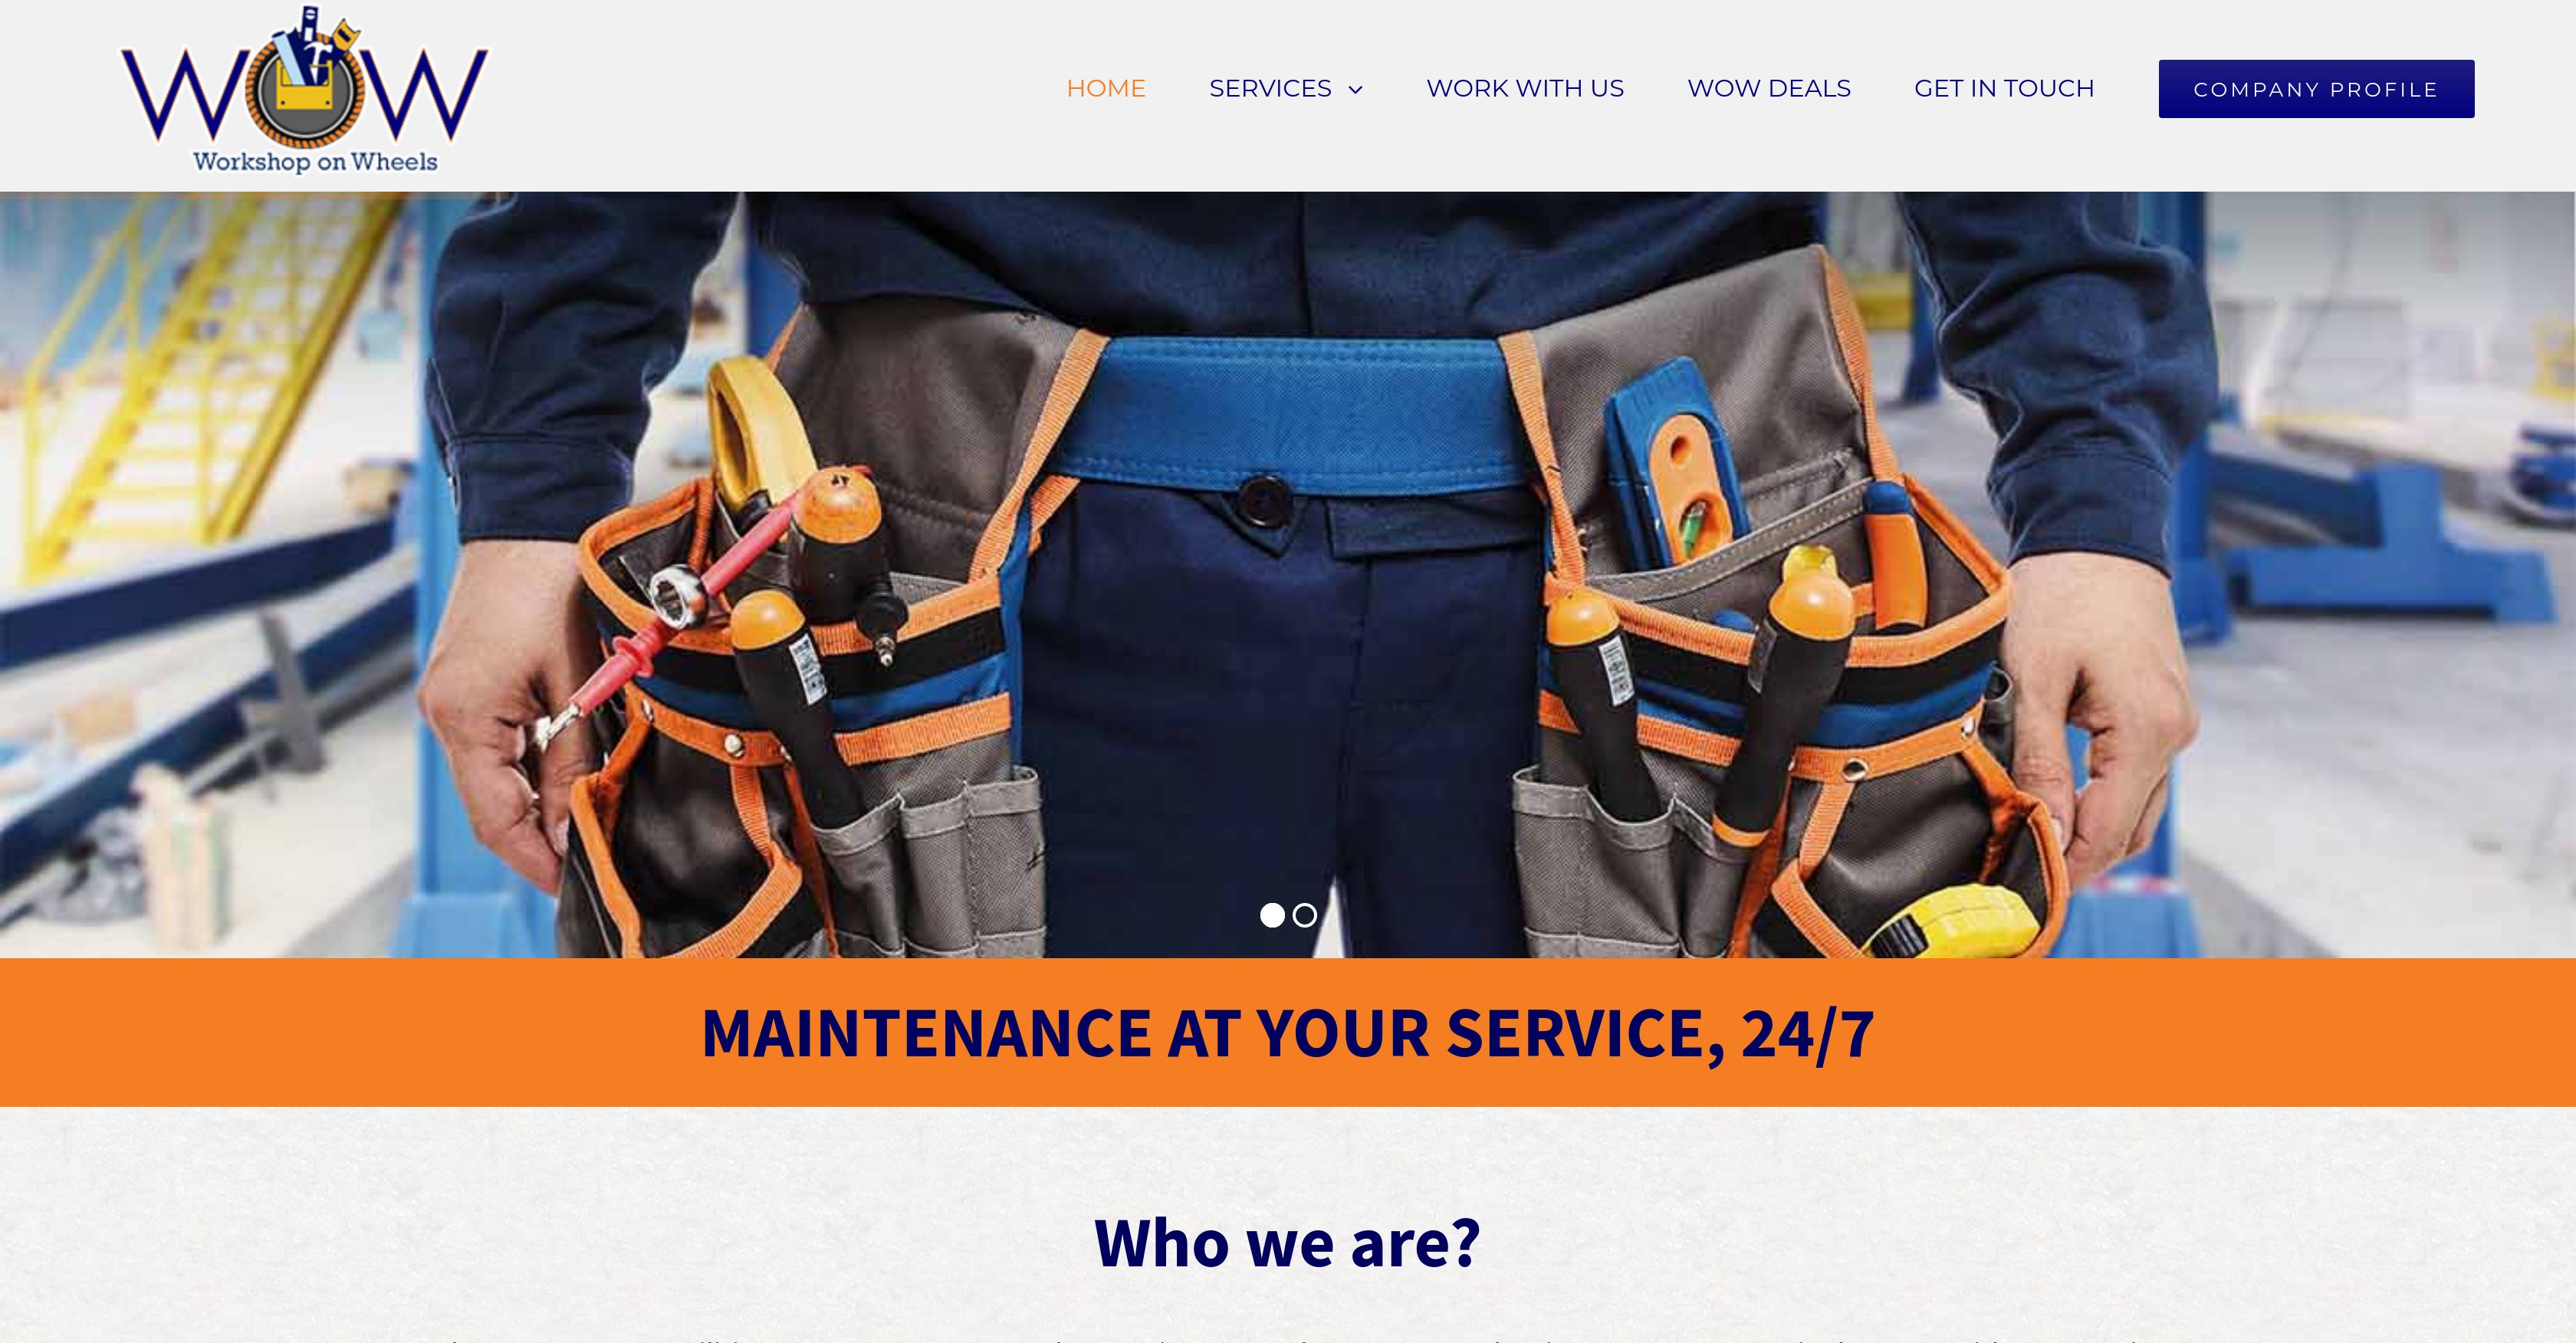 WOW
Workshop on Wheels
HOME
SERVICES
WORK WITH US
WOW DEALS
GET IN TOUCH
COMPANY PROFILE
MAINTENANCE AT YOUR SERVICE, 24/7
Who we are?